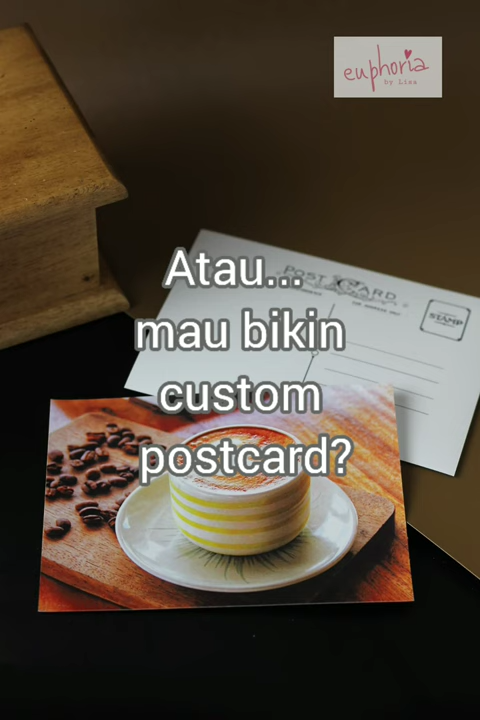 euphoria
by Lisa
Atau...
mau bikin
custom
postcard?
POST CARD
STAMP